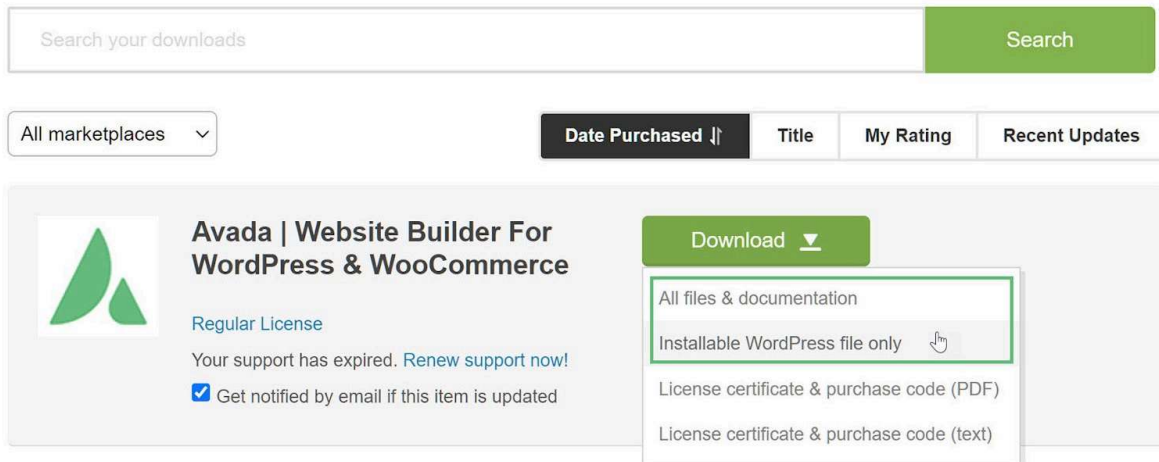 Search your downloads
Search
All marketplaces
Date Purchased
Title
My Rating
Recent Updates
Avada | Website Builder For
WordPress & WooCommerce
Download
Regular License
Your support has expired. Renew support now!
Get notified by email if this item is updated
All files & documentation
Installable WordPress file only
License certificate & purchase code (PDF)
License certificate & purchase code (text)